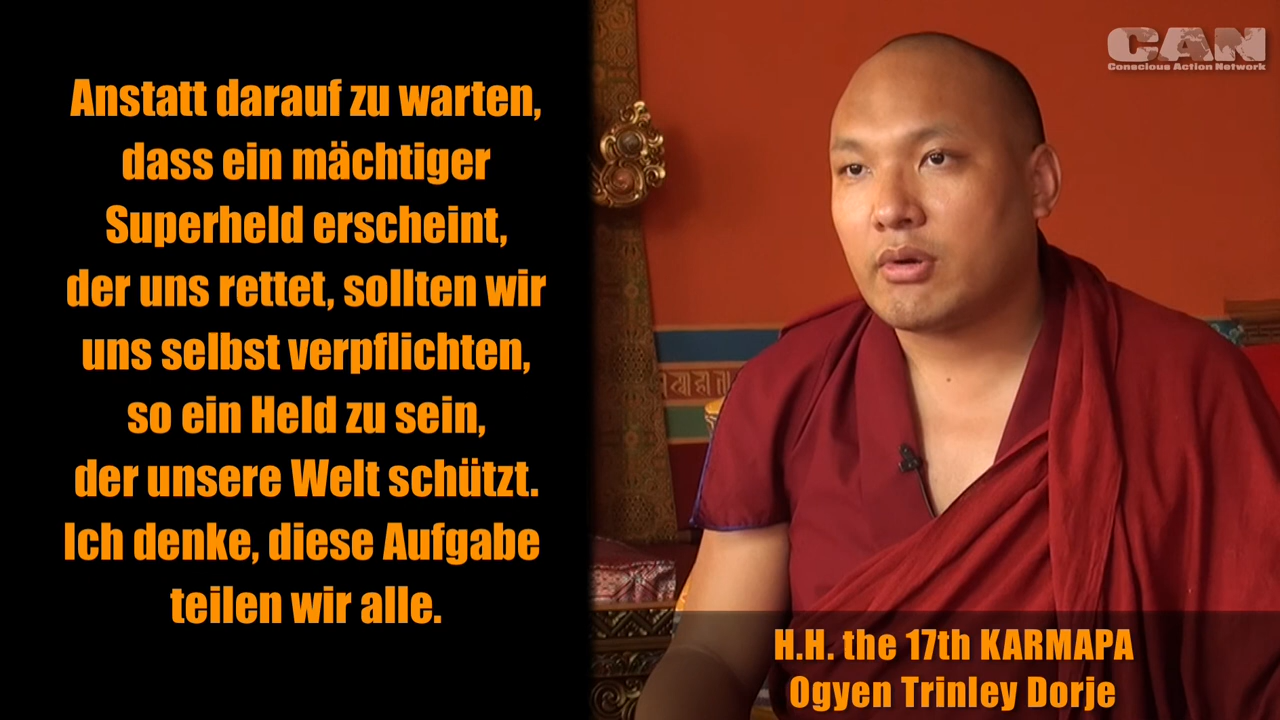 Anstatt darauf zu warten,
dass ein mächtiger
Superheld erscheint,
der uns rettet, sollten wir
uns selbst verpflichten,
so ein Held zu sein,
der unsere Welt schützt.
Ich denke, diese Aufgabe
teilen wir alle.
CAN
Conscious Action Network
H.H. the 17th KARMAPA
Ogyen Trinley Dorje